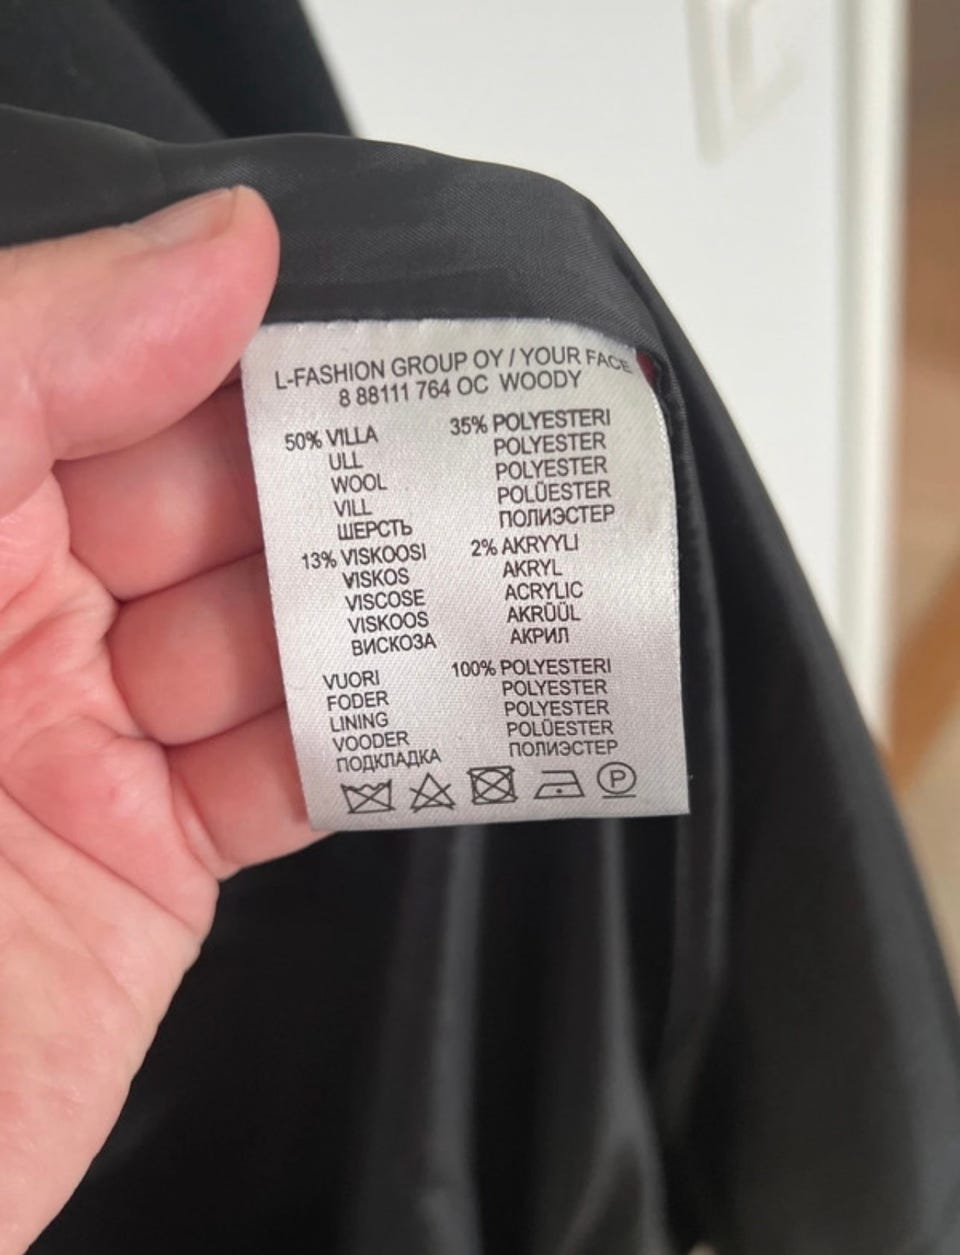 L-FASHION GROUP OY / YOUR FACE
8 88111 764 OC WOODY
50% VILLA
ULL
WOOL
VILL
ШЕРСТЬ
35% POLYESTERI
POLYESTER
POLYESTER
POLÜESTER
ПОЛИЭСТЕР
13% VISKOOSI
VISKOS
VISCOSE
VISKOOS
ВИСКОЗА
2% AKRYYLI
AKRYL
ACRYLIC
AKRÜÜL
АКРИЛ
VUORI
FODER
LINING
VOODER
ПОДКЛАДКА
100% POLYESTERI
POLYESTER
POLYESTER
POLÜESTER
ПОЛИЭСТЕР
P